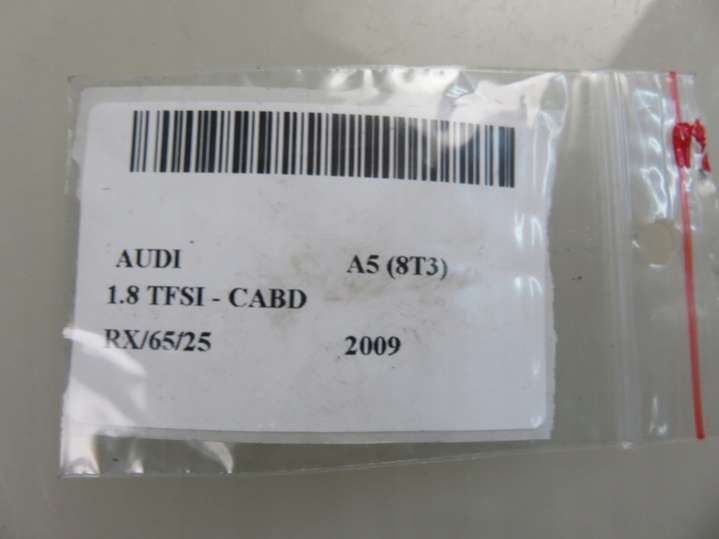 AUDI A5 (8T3)
1.8 TFSI - CABD
RX/65/25 2009